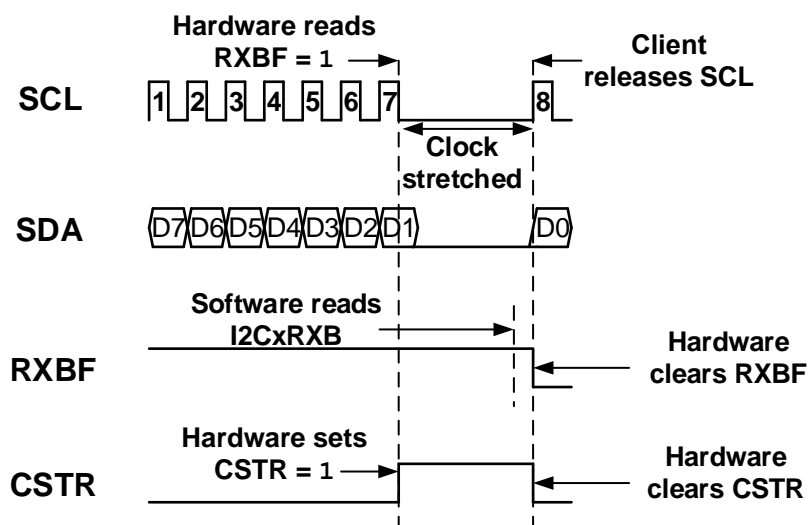 Hardware reads
RXBF = 1
Client
releases SCL
SCL
1 2 3 4 5 6 7 8
Clock
stretched
SDA
D7 D6 D5 D4 D3 D2 D1 D0
Software reads
I2CxRXB
RXBF
Hardware
clears RXBF
Hardware sets
CSTR = 1
CSTR
Hardware
clears CSTR